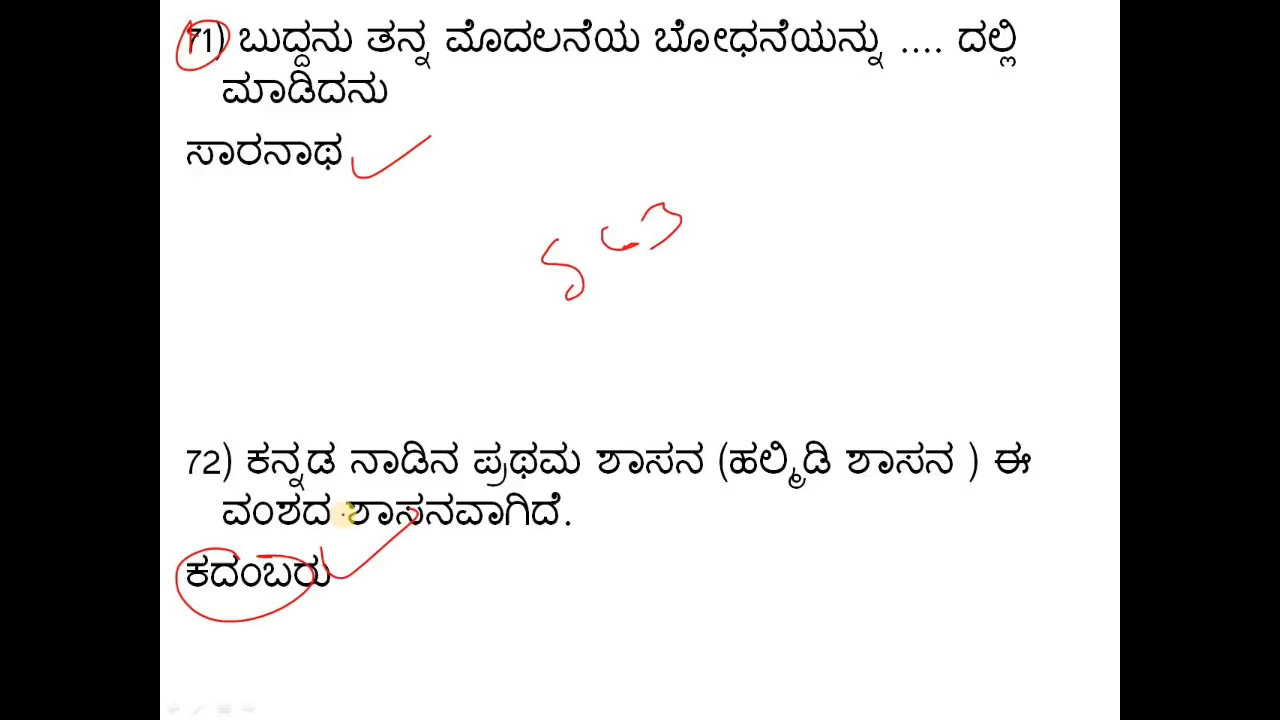 71) ಬುದ್ದನು ತನ್ನ ಮೊದಲನೆಯ ಬೋಧನೆಯನ್ನು .... ದಲ್ಲಿ
ಮಾಡಿದನು
ಸಾರನಾಥ
72) ಕನ್ನಡ ನಾಡಿನ ಪ್ರಥಮ ಶಾಸನ (ಹಲ್ಮಿಡಿ ಶಾಸನ ) ಈ
ವಂಶದ ಶಾಸನವಾಗಿದೆ.
ಕದಂಬರು